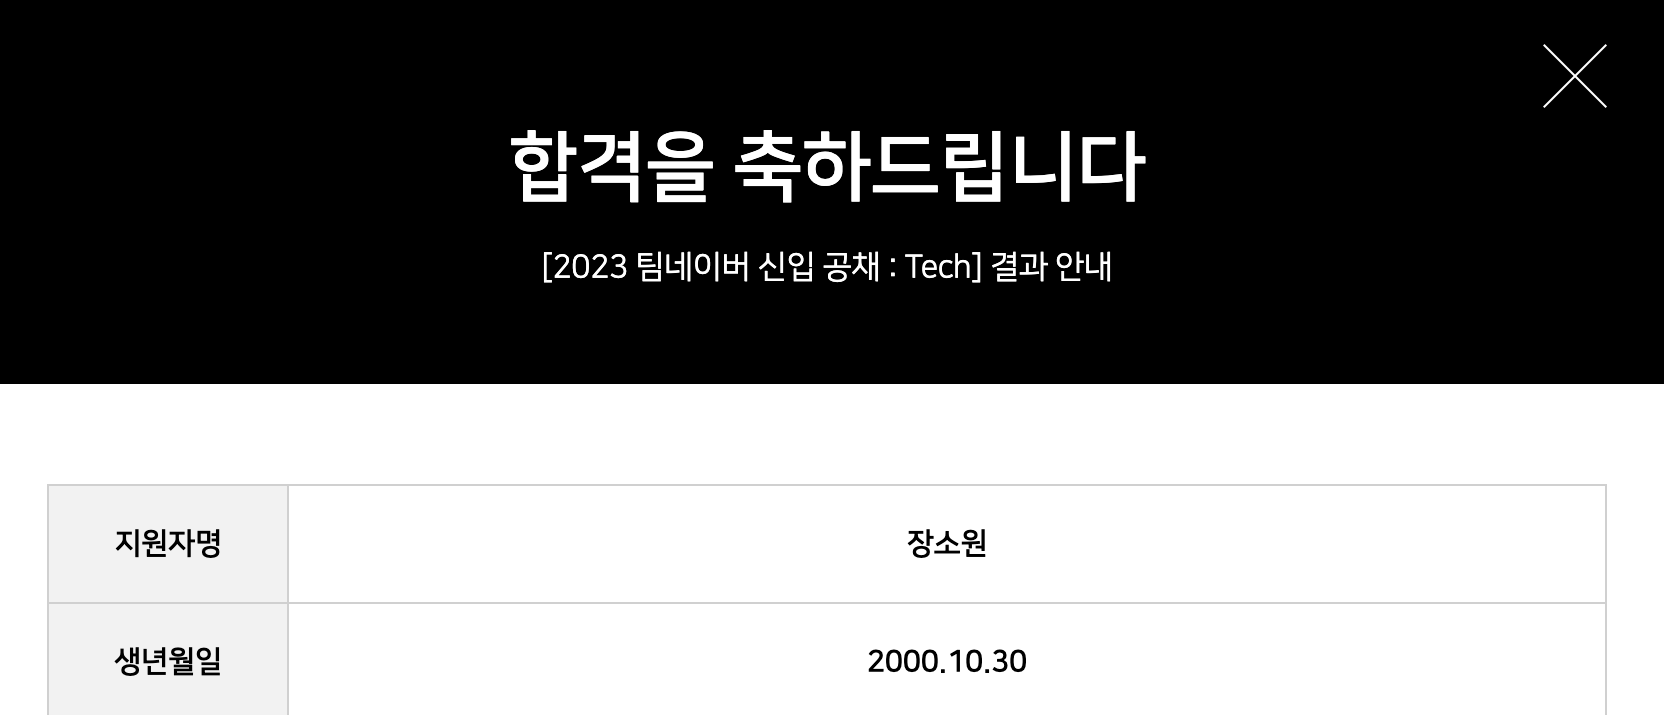 합격을 축하드립니다
[2023 팀네이버 신입 공채 : Tech] 결과 안내
지원자명 장소원
생년월일 2000.10.30